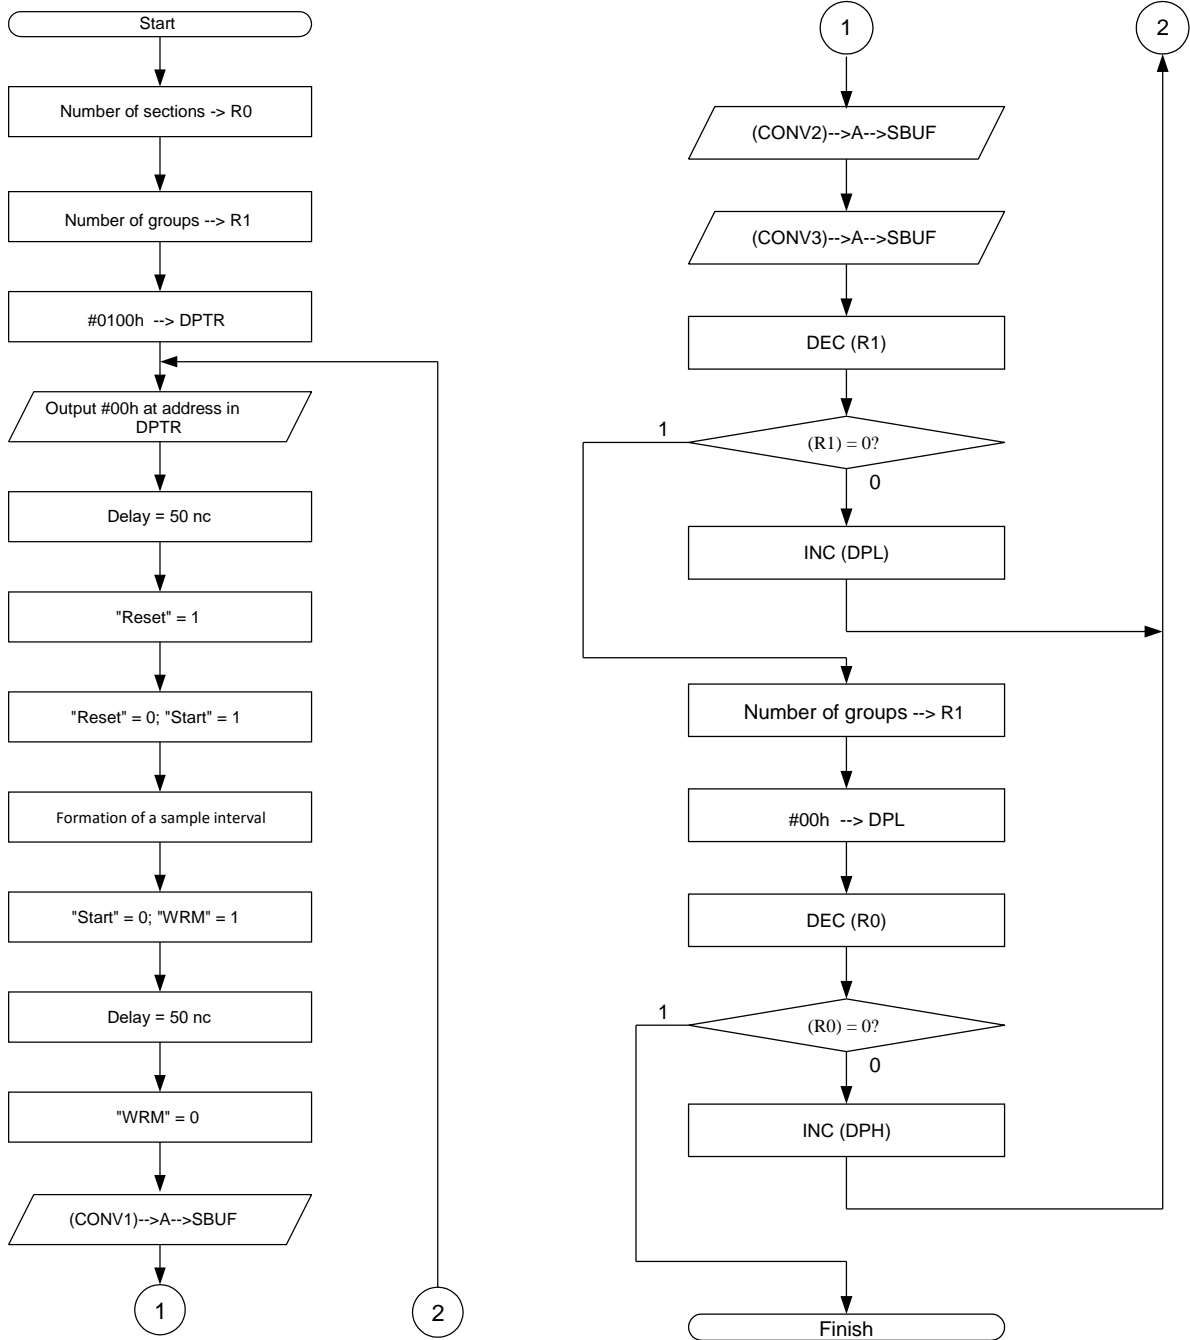 Start
Number of sections -> R0
Number of groups --> R1
#0100h --> DPTR
Output #00h at address in
DPTR
Delay = 50 nc
"Reset" = 1
"Reset" = 0; "Start" = 1
Formation of a sample interval
"Start" = 0; "WRM" = 1
Delay = 50 nc
"WRM" = 0
(CONV1)-->A-->SBUF
1
2
1
2
(CONV2)-->A-->SBUF
(CONV3)-->A-->SBUF
DEC (R1)
1
(R1) = 0?
0
INC (DPL)
Number of groups --> R1
#00h --> DPL
DEC (R0)
1
(R0) = 0?
0
INC (DPH)
Finish